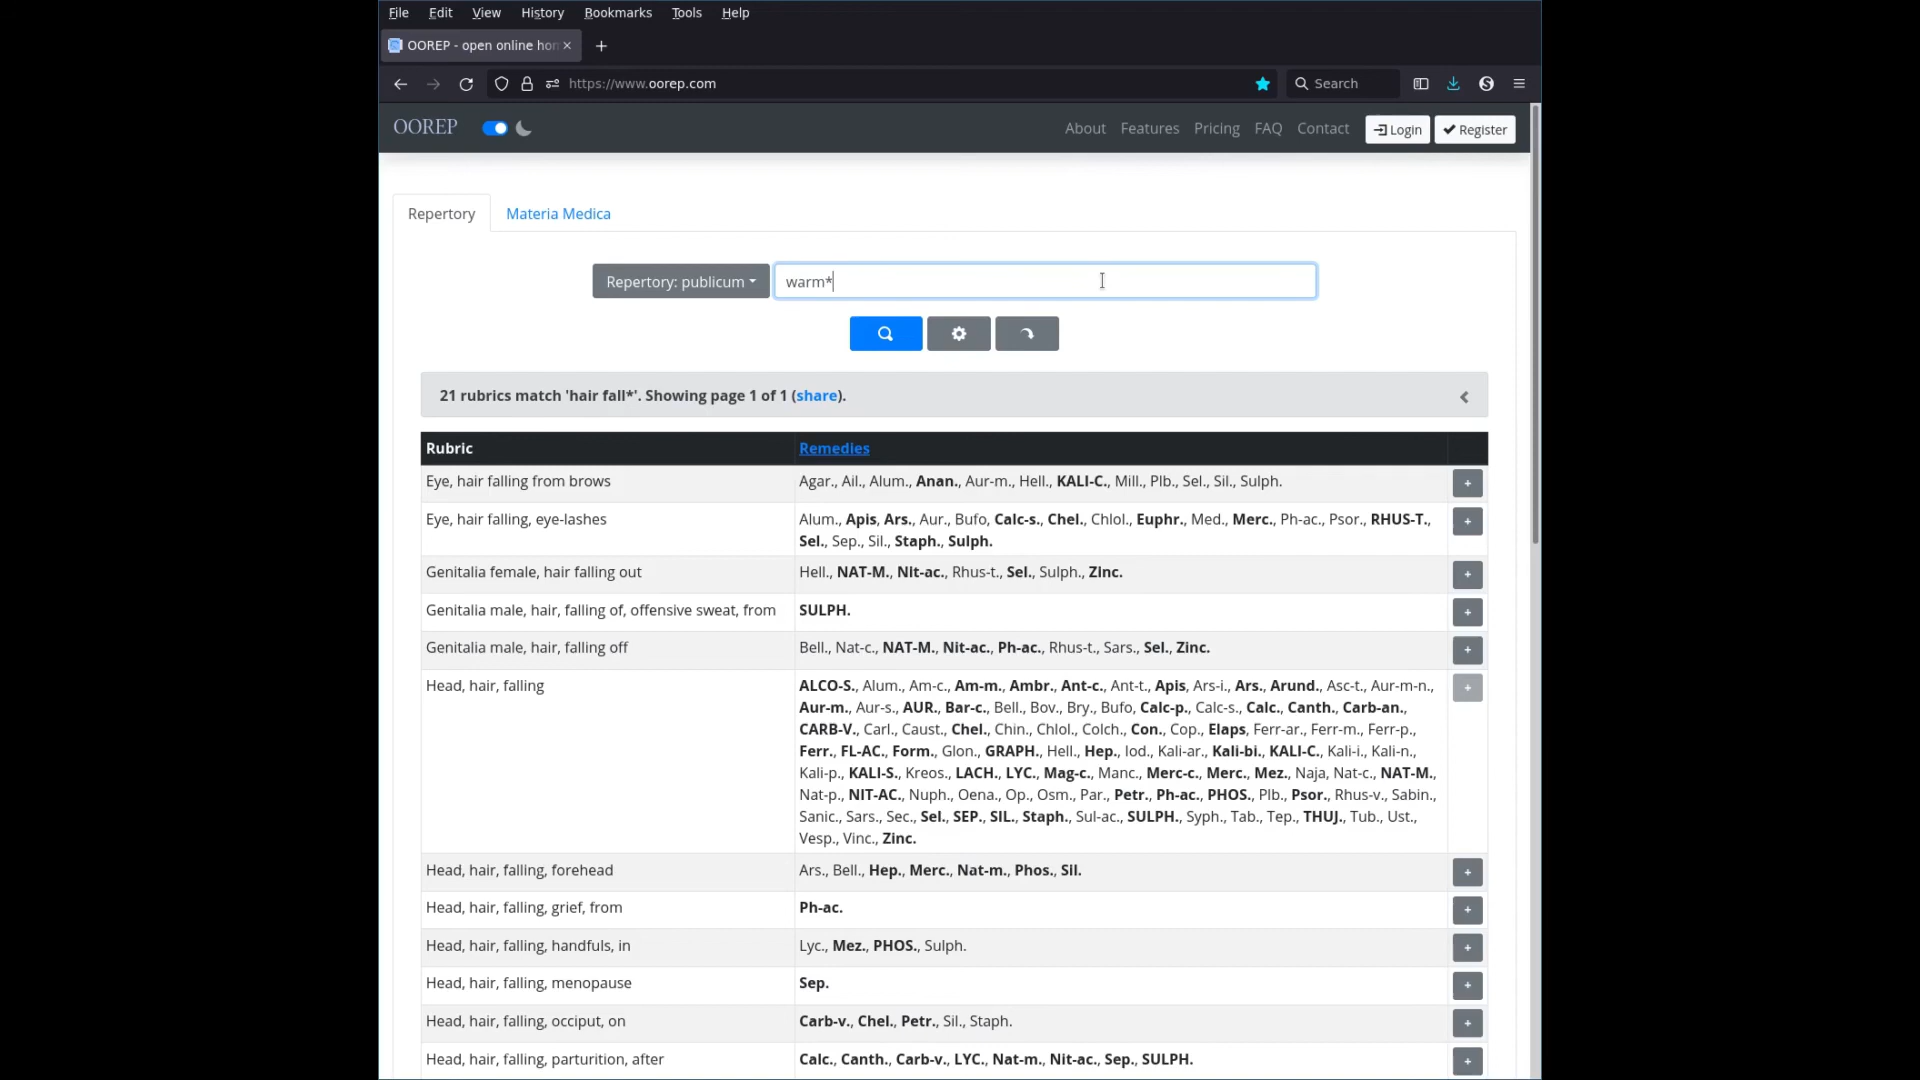 File Edit View History Bookmarks Tools Help
OOREP - open online hon
https://www.oorep.com
Search
OOREP
About Features Pricing FAQ Contact Login Register
Repertory Materia Medica
Repertory: publicum
warm*
21 rubrics match 'hair fall*'. Showing page 1 of 1 (share).
Rubric Remedies
Eye, hair falling from brows Agar., Ail., Alum., Anan., Aur-m., Hell., KALI-C., Mill., Plb., Sel., Sil., Sulph. +
Eye, hair falling, eye-lashes Alum., Apis, Ars., Aur., Bufo, Calc-s., Chel., Chlol., Euphr., Med., Merc., Ph-ac., Psor., RHUS-T., +
Sel., Sep., Sil., Staph., Sulph.
Genitalia female, hair falling out Hell., NAT-M., Nit-ac., Rhus-t., Sel., Sulph., Zinc. +
Genitalia male, hair, falling of, offensive sweat, from SULPH. +
Genitalia male, hair, falling off Bell., Nat-c., NAT-M., Nit-ac., Ph-ac., Rhus-t., Sars., Sel., Zinc. +
Head, hair, falling ALCO-S., Alum., Am-c., Am-m., Ambr., Ant-c., Ant-t., Apis, Ars-i., Ars., Arund., Asc-t., Aur-m-n., +
Aur-m., Aur-s., AUR., Bar-c., Bell., Bov., Bry., Bufo, Calc-p., Calc-s., Calc., Canth., Carb-an.,
CARB-V., Carl., Caust., Chel., Chin., Chlol., Colch., Con., Cop., Elaps, Ferr-ar., Ferr-m., Ferr-p.,
Ferr., FL-AC., Form., Glon., GRAPH., Hell., Hep., Iod., Kali-ar., Kali-bi., KALI-C., Kali-i., Kali-n.,
Kali-p., KALI-S., Kreos., LACH., LYC., Mag-c., Manc., Merc-c., Merc., Mez., Naja, Nat-c., NAT-M.,
Nat-p., NIT-AC., Nuph., Oena., Op., Osm., Par., Petr., Ph-ac., PHOS., Plb., Psor., Rhus-v., Sabin.,
Sanic., Sars., Sec., Sel., SEP., SIL., Staph., Sul-ac., SULPH., Syph., Tab., Tep., THUJ., Tub., Ust.,
Vesp., Vinc., Zinc.
Head, hair, falling, forehead Ars., Bell., Hep., Merc., Nat-m., Phos., Sil. +
Head, hair, falling, grief, from Ph-ac. +
Head, hair, falling, handfuls, in Lyc., Mez., PHOS., Sulph. +
Head, hair, falling, menopause Sep. +
Head, hair, falling, occiput, on Carb-v., Chel., Petr., Sil., Staph. +
Head, hair, falling, parturition, after Calc., Canth., Carb-v., LYC., Nat-m., Nit-ac., Sep., SULPH. +